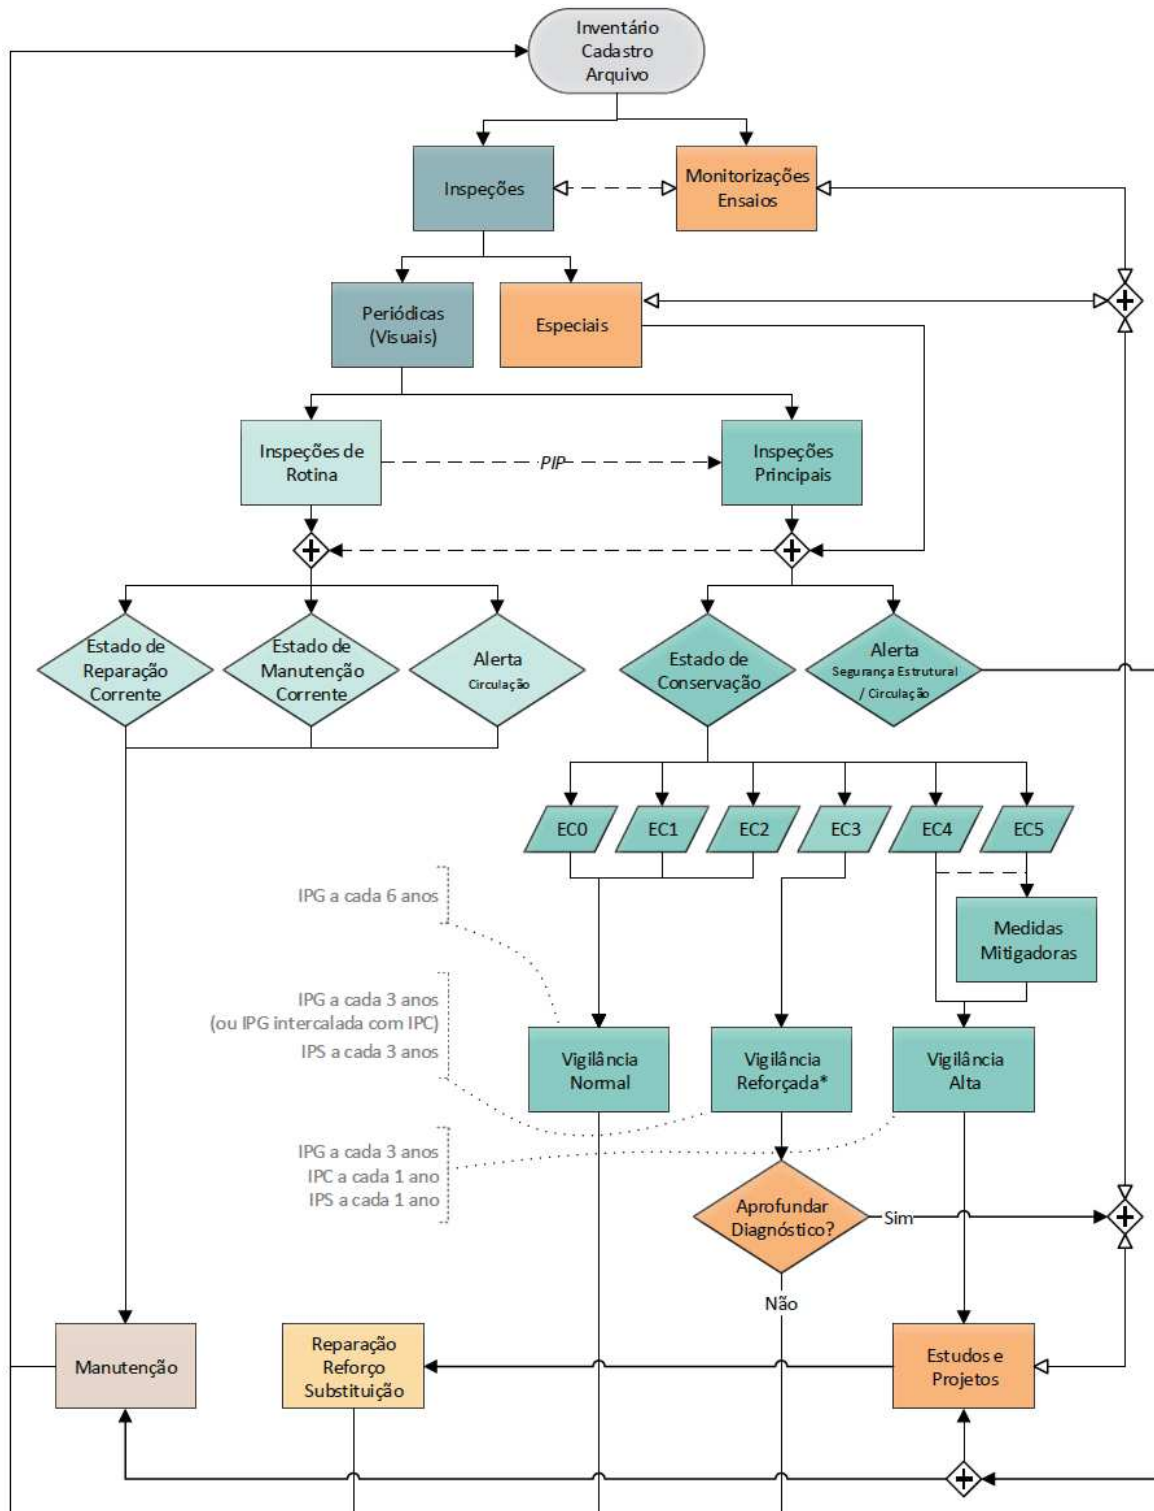 Inventário
Cadastro
Arquivo
Inspeções
Monitorizações
Ensaios
Periódicas
(Visuais)
Especiais
Inspeções de
Rotina
PIP
Inspeções
Principais
Estado de
Reparação
Corrente
Estado de
Manutenção
Corrente
Alerta
Circulação
Estado de
Conservação
Alerta
Segurança Estrutural
/ Circulação
EC0
EC1
EC2
EC3
EC4
EC5
IPG a cada 6 anos
Medidas
Mitigadoras
IPG a cada 3 anos
(ou IPG intercalada com IPC)
IPS a cada 3 anos
Vigilância
Normal
Vigilância
Reforçada*
Vigilância
Alta
IPG a cada 3 anos
IPC a cada 1 ano
IPS a cada 1 ano
Aprofundar
Diagnóstico?
Sim
Não
Manutenção
Reparação
Reforço
Substituição
Estudos e
Projetos